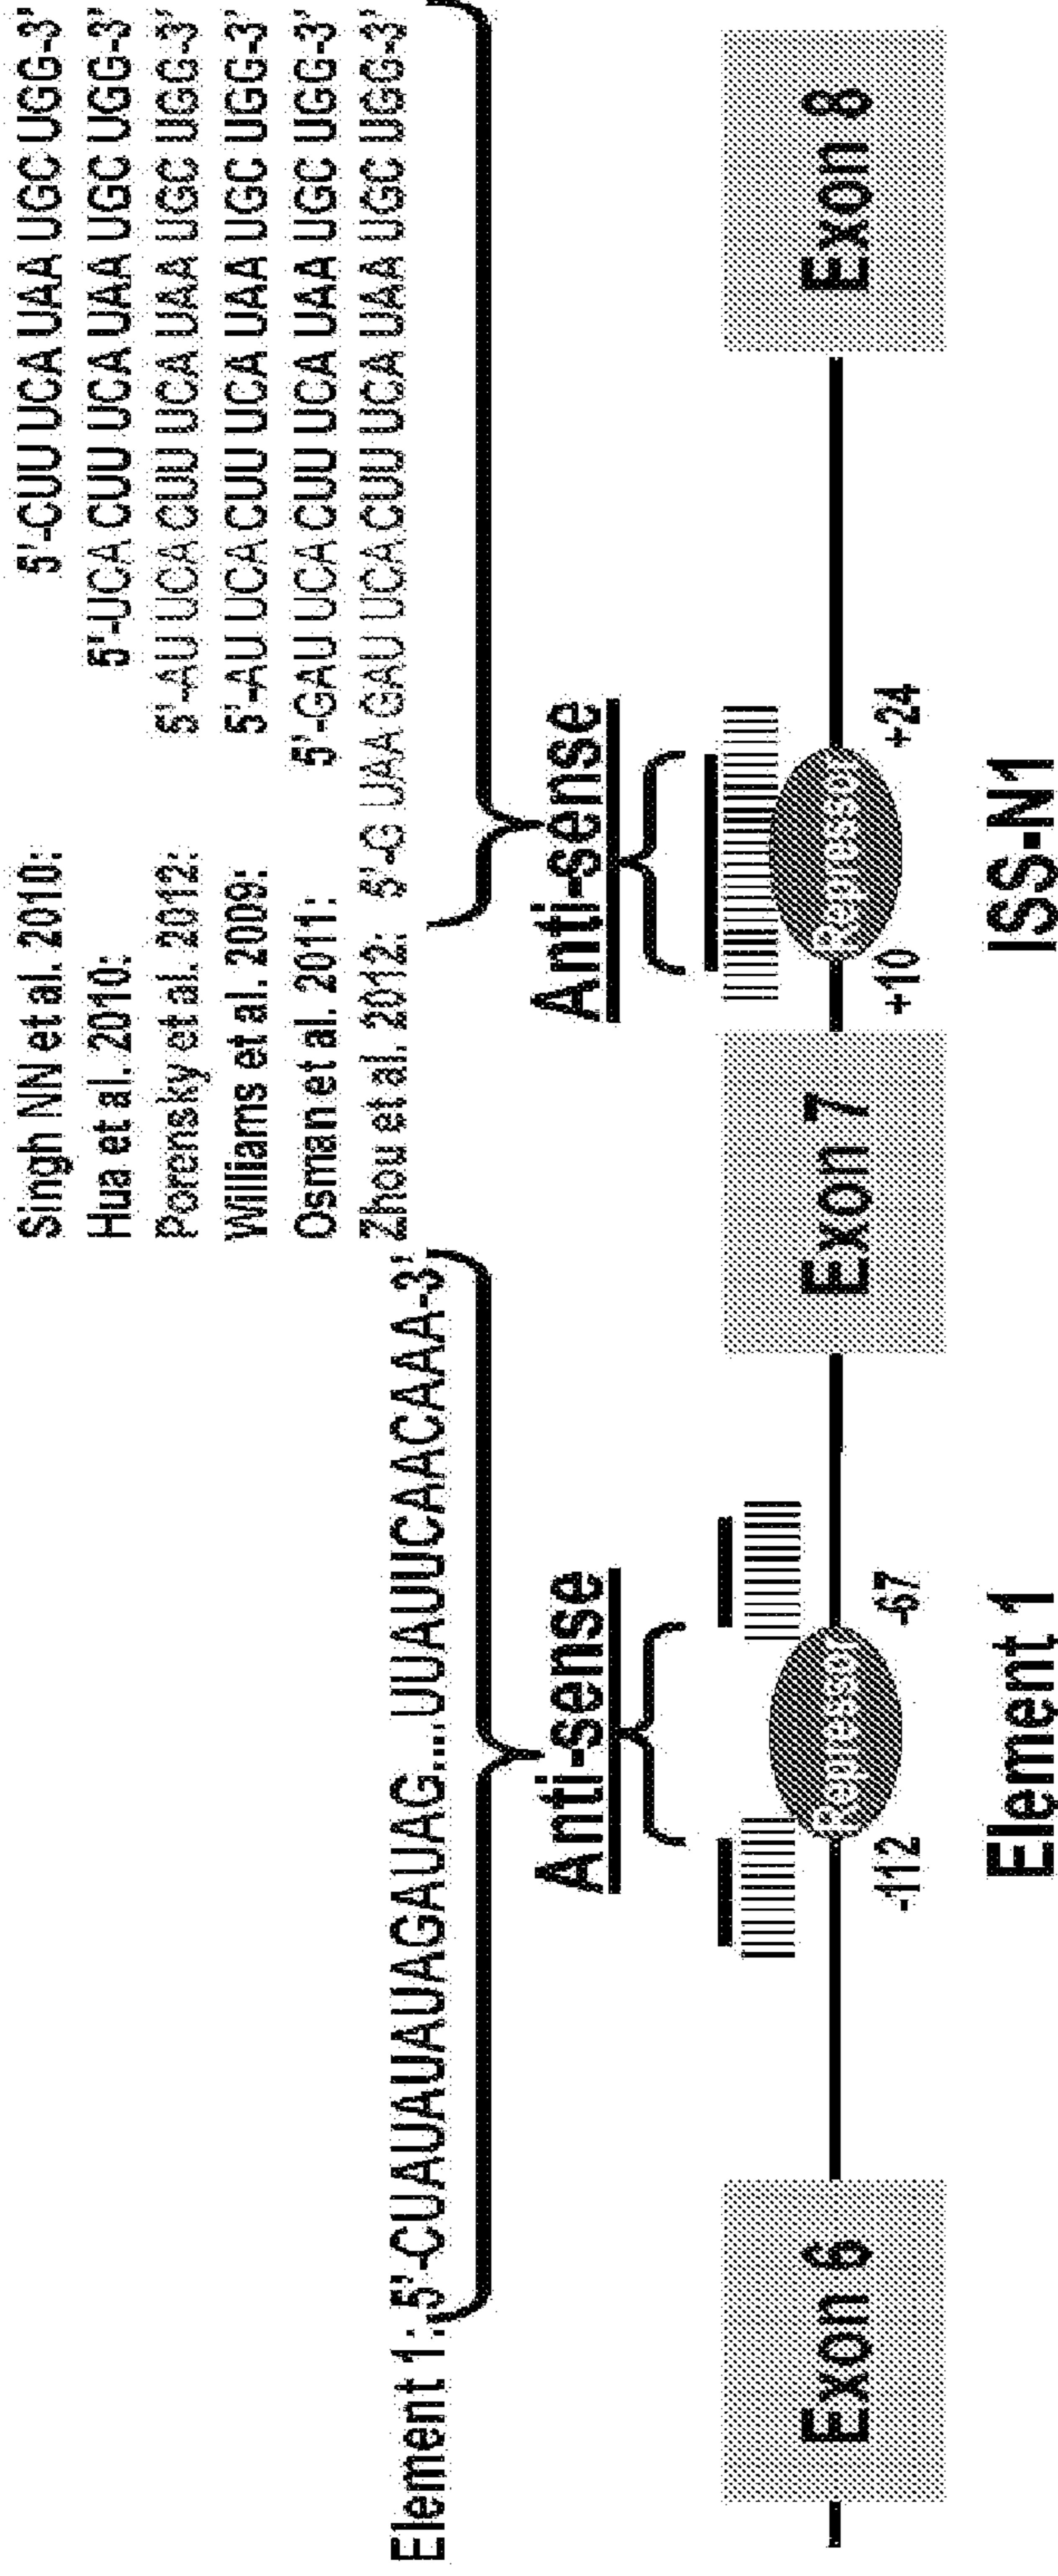 Singh NN et al. 2010: 5'-CUU UCA UAA UGC UGG-3'
Hua et al. 2010: 5'-UCA CUU UCA UAA UGC UGG-3'
Porensky et al. 2012: 5'-AU UCA CUU UCA UAA UGC UGG-3'
Williams et al. 2009: 5'-AU UCA CUU UCA UAA UGC UGG-3'
Osman et al. 2011: 5'-GAU UCA CUU UCA UAA UGC UGG-3'
Zhou et al. 2012: 5'-G UAA GAU UCA CUU UCA UAA UGC UGG-3'
Element 1: 5'-CUAUAUAUAGAUAG....UUAUUCAACAAA-3'
Anti-sense
Anti-sense
Exon 6
Repressor
Exon 7
Repressor
Exon 8
-112
-67
+10
+24
Element 1
ISS-N1